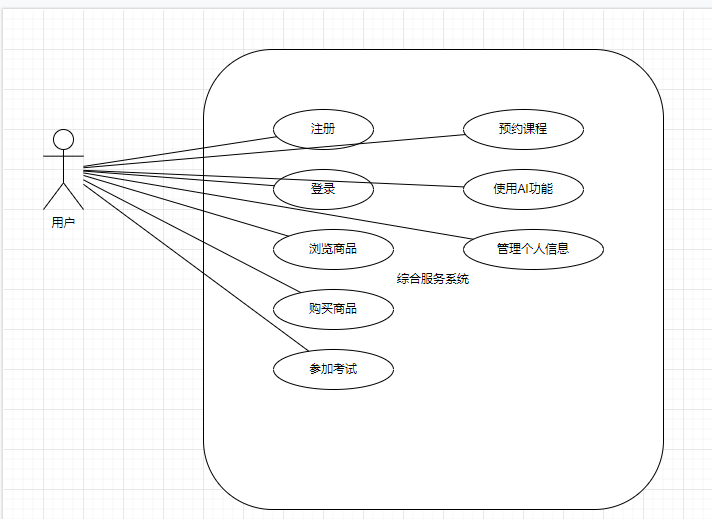 注册
预约课程
登录
使用AI功能
用户
浏览商品
管理个人信息
综合服务系统
购买商品
参加考试